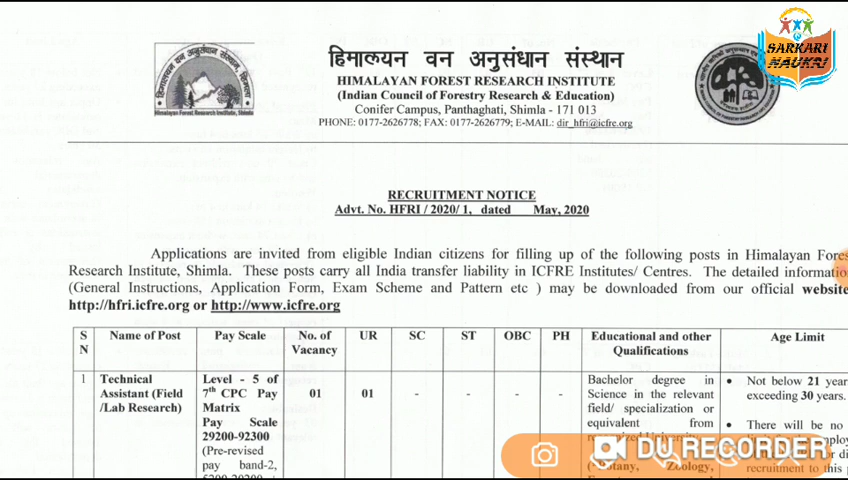 SARKARI
NAUKRI
हिमालयन वन अनुसंधान संस्थान
HIMALAYAN FOREST RESEARCH INSTITUTE
(Indian Council of Forestry Research & Education)
Conifer Campus, Panthaghati, Shimla - 171 013
PHONE: 0177-2626778; FAX: 0177-2626779; E-MAIL: dir_hfri@icfre.org
Himalayan Forest Research Institute, Shimla
RECRUITMENT NOTICE
Advt. No. HFRI / 2020/ 1, dated May, 2020
Applications are invited from eligible Indian citizens for filling up of the following posts in Himalayan Fores
Research Institute, Shimla. These posts carry all India transfer liability in ICFRE Institutes/ Centres. The detailed informatio
(General Instructions, Application Form, Exam Scheme and Pattern etc ) may be downloaded from our official website
http://hfri.icfre.org or http://www.icfre.org
S N Name of Post Pay Scale No. of Vacancy UR SC ST OBC PH Educational and other Qualifications Age Limit
1 Technical Assistant (Field /Lab Research)
Level - 5 of
7th CPC Pay
Matrix
Pay Scale
29200-92300
(Pre-revised
pay band-2,
01 01 - - - -
Bachelor degree in
Science in the relevant
field/ specialization or
equivalent from
(Botany, Zoology,
• Not below 21 year
exceeding 30 years.
• There will be no
recruitment to this
DU RECORDER